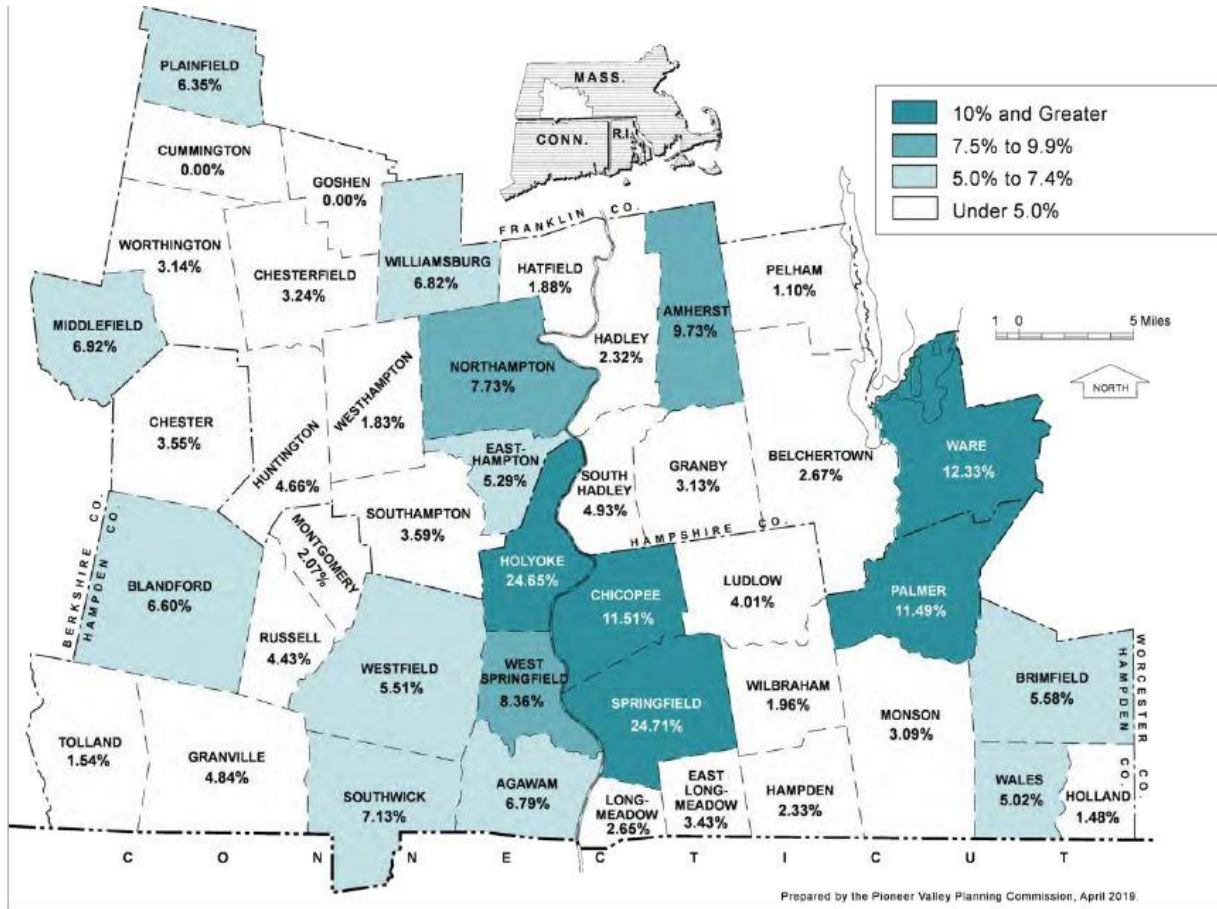 PLAINFIELD
6.35%
CUMMINGTON
0.00%
GOSHEN
0.00%
MASS.
CONN.
R.I.
10% and Greater
7.5% to 9.9%
5.0% to 7.4%
Under 5.0%
FRANKLIN CO.
WORTHINGTON
3.14%
CHESTERFIELD
3.24%
WILLIAMSBURG
6.82%
HATFIELD
1.88%
AMHERST
9.73%
PELHAM
1.10%
MIDDLEFIELD
6.92%
1 0 5 Miles
NORTH
NORTHAMPTON
7.73%
HADLEY
2.32%
CHESTER
3.55%
HUNTINGTON
4.66%
WESTHAMPTON
1.83%
EAST-
HAMPTON
5.29%
SOUTH
HADLEY
4.93%
GRANBY
3.13%
BELCHERTOWN
2.67%
WARE
12.33%
BERKSHIRE CO.
HAMPDEN CO.
BLANDFORD
6.60%
MONTGOMERY
2.07%
SOUTHAMPTON
3.59%
HAMPSHIRE CO.
HOLYOKE
24.65%
CHICOPEE
11.51%
LUDLOW
4.01%
PALMER
11.49%
RUSSELL
4.43%
WESTFIELD
5.51%
WEST
SPRINGFIELD
8.36%
SPRINGFIELD
24.71%
WILBRAHAM
1.96%
MONSON
3.09%
BRIMFIELD
5.58%
HAMPDEN CO.
WORCESTER CO.
TOLLAND
1.54%
GRANVILLE
4.84%
SOUTHWICK
7.13%
AGAWAM
6.79%
LONG-
MEADOW
2.65%
EAST
LONG-
MEADOW
3.43%
HAMPDEN
2.33%
WALES
5.02%
HOLLAND
1.48%
CONNECTICUT
Prepared by the Pioneer Valley Planning Commission, April 2019.